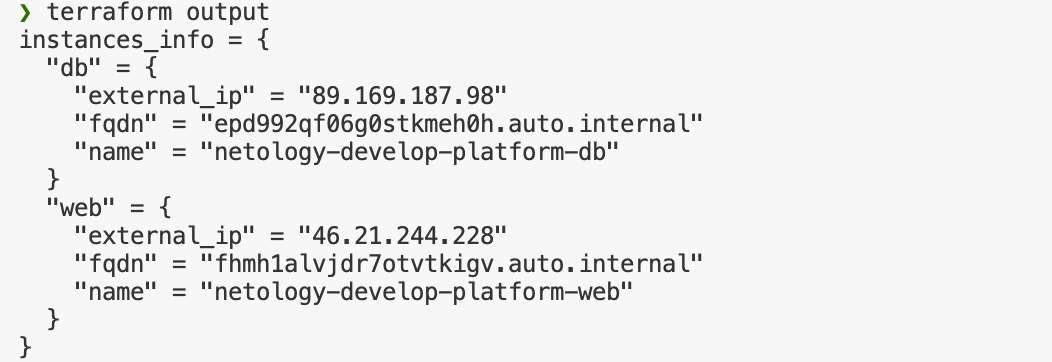 ❯ terraform output
instances_info = {
  "db" = {
    "external_ip" = "89.169.187.98"
    "fqdn" = "epd992qf06g0stkmeh0h.auto.internal"
    "name" = "netology-develop-platform-db"
  }
  "web" = {
    "external_ip" = "46.21.244.228"
    "fqdn" = "fhmh1alvjdr7otvtkigv.auto.internal"
    "name" = "netology-develop-platform-web"
  }
}